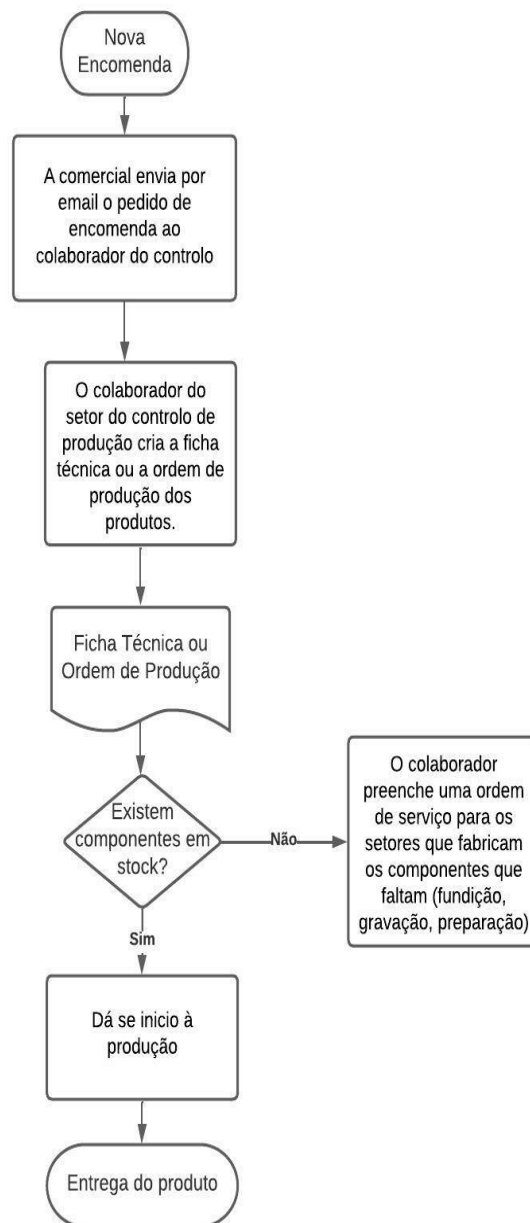 Nova
Encomenda
A comercial envia por
email o pedido de
encomenda ao
colaborador do controlo
O colaborador do
setor do controlo de
produção cria a ficha
técnica ou a ordem de
produção dos
produtos.
Ficha Técnica ou
Ordem de Produção
Existem
componentes em
stock?
Não
O colaborador
preenche uma ordem
de serviço para os
setores que fabricam
os componentes que
faltam (fundição,
gravação, preparação)
Sim
Dá se inicio à
produção
Entrega do produto